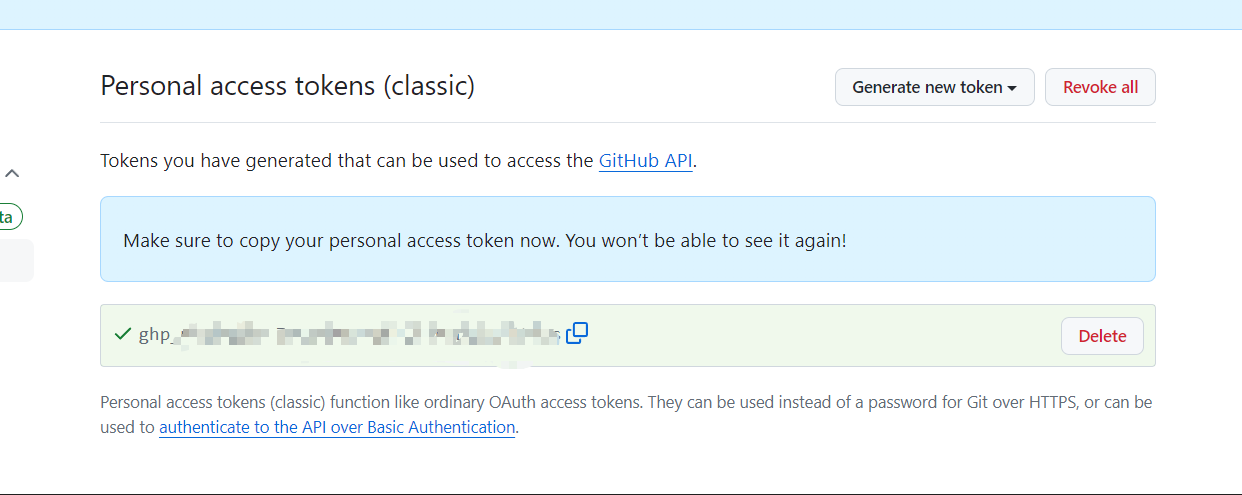 Personal access tokens (classic)
Generate new token
Revoke all
Tokens you have generated that can be used to access the GitHub API.
ta
Make sure to copy your personal access token now. You won’t be able to see it again!
ghp_
Delete
Personal access tokens (classic) function like ordinary OAuth access tokens. They can be used instead of a password for Git over HTTPS, or can be
used to authenticate to the API over Basic Authentication.